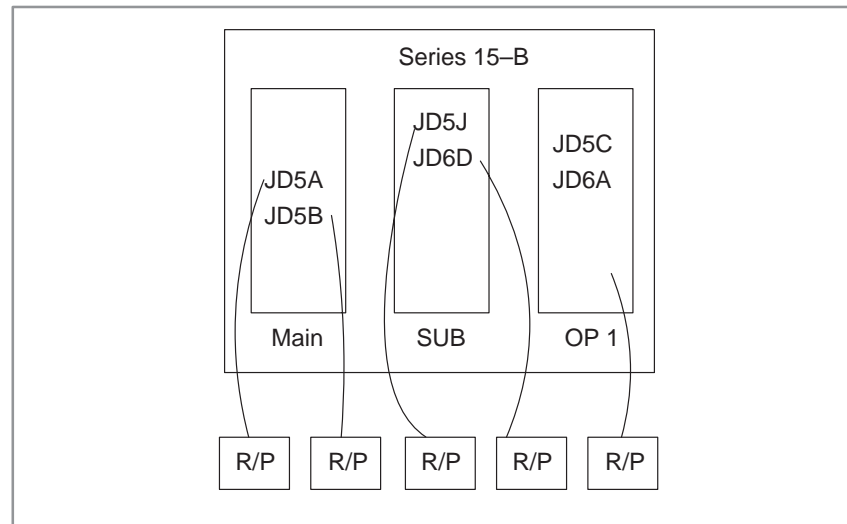 Series 15–B
JD5A
JD5B
Main
JD5J
JD6D
SUB
JD5C
JD6A
OP 1
R/P
R/P
R/P
R/P
R/P